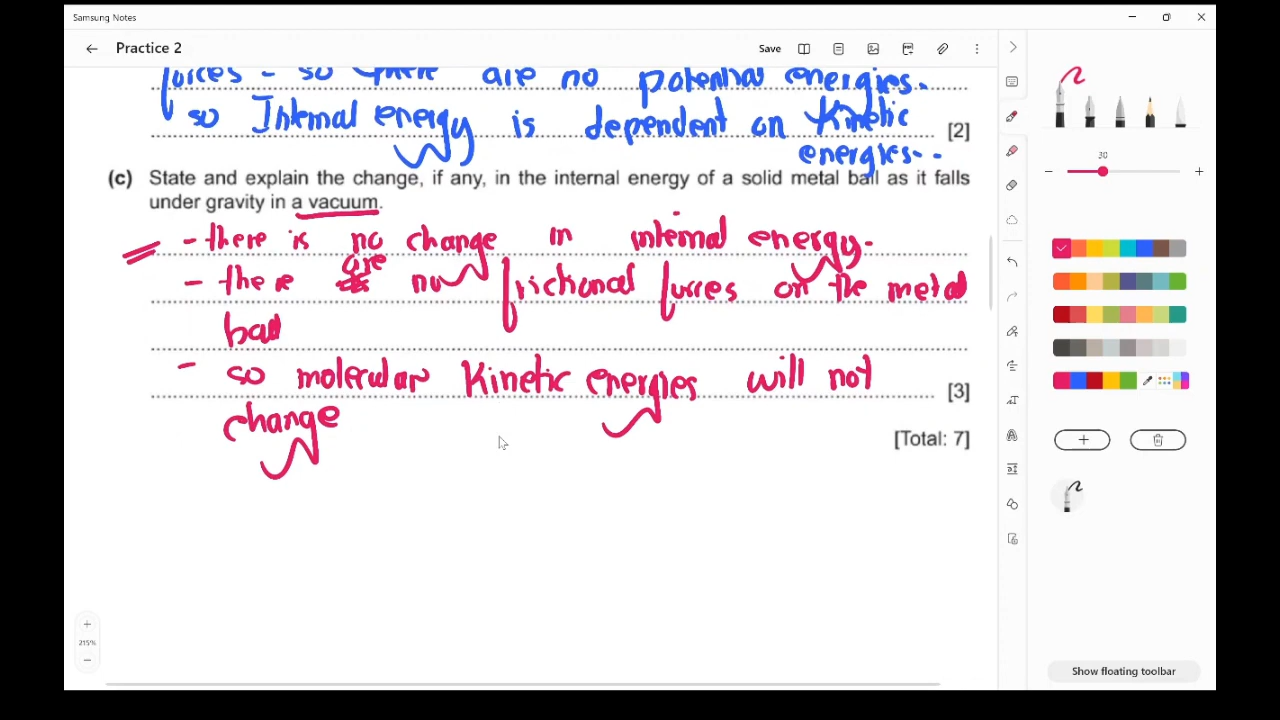 Samsung Notes
Practice 2
Save
forces - so there are no potential energies.
so Internal energy is dependent on kinetic
energies..
[2]
(c) State and explain the change, if any, in the internal energy of a solid metal ball as it falls
under gravity in a vacuum.
- there is no change in internal energy.
- there are no frictional forces on the metal
ball
- so molecular kinetic energies will not
change
[3]
[Total: 7]
30
215%
Show floating toolbar